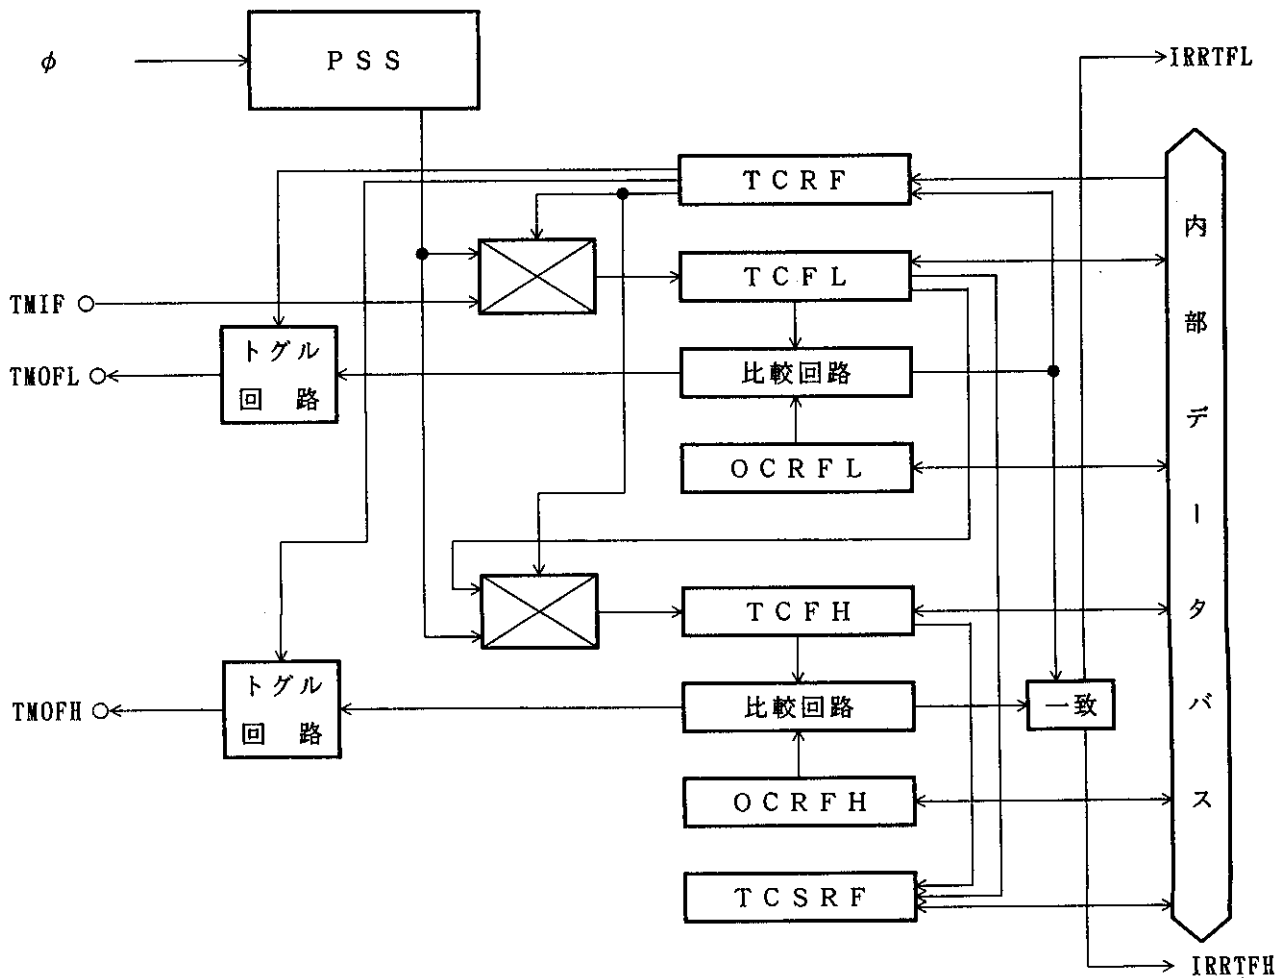 φ
PSS
IRRTFL
TCRF
TMIF
TCFL
トグル
回路
TMOFL
比較回路
OCRFL
内部データバス
TCFH
トグル
回路
TMOFH
比較回路
一致
OCRFH
TCSRF
IRRTFH